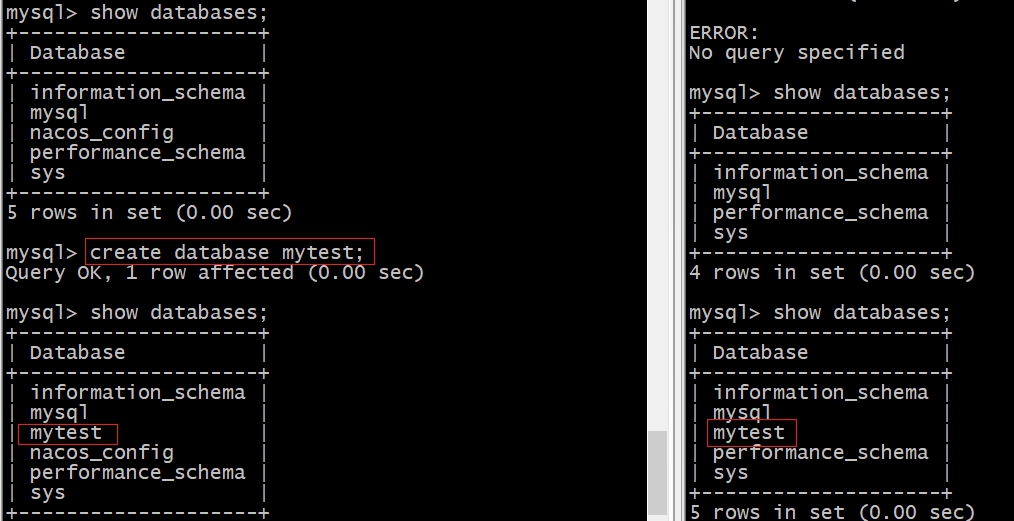 mysql> show databases;
+--------------------+
| Database           |
+--------------------+
| information_schema |
| mysql              |
| nacos_config       |
| performance_schema |
| sys                |
+--------------------+
5 rows in set (0.00 sec)
mysql> create database mytest;
Query OK, 1 row affected (0.00 sec)
mysql> show databases;
+--------------------+
| Database           |
+--------------------+
| information_schema |
| mysql              |
| mytest             |
| nacos_config       |
| performance_schema |
| sys                |
+--------------------+
ERROR:
No query specified
mysql> show databases;
+--------------------+
| Database           |
+--------------------+
| information_schema |
| mysql              |
| performance_schema |
| sys                |
+--------------------+
4 rows in set (0.00 sec)
mysql> show databases;
+--------------------+
| Database           |
+--------------------+
| information_schema |
| mysql              |
| mytest             |
| performance_schema |
| sys                |
+--------------------+
5 rows in set (0.00 sec)